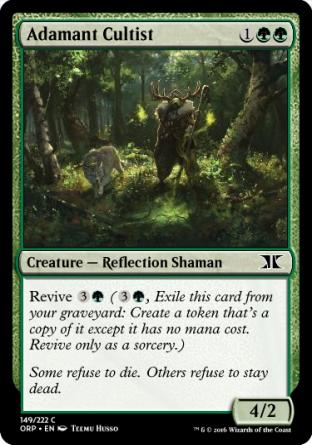 Adamant Cultist 1
Creature — Reflection Shaman
Revive 3 ( 3 , Exile this card from
your graveyard: Create a token that's a
copy of it except it has no mana cost.
Revive only as a sorcery.)
Some refuse to die. Others refuse to stay
dead.
4/2
149/222 C
ORP • EN Teemu Husso
™ & © 2016 Wizards of the Coast